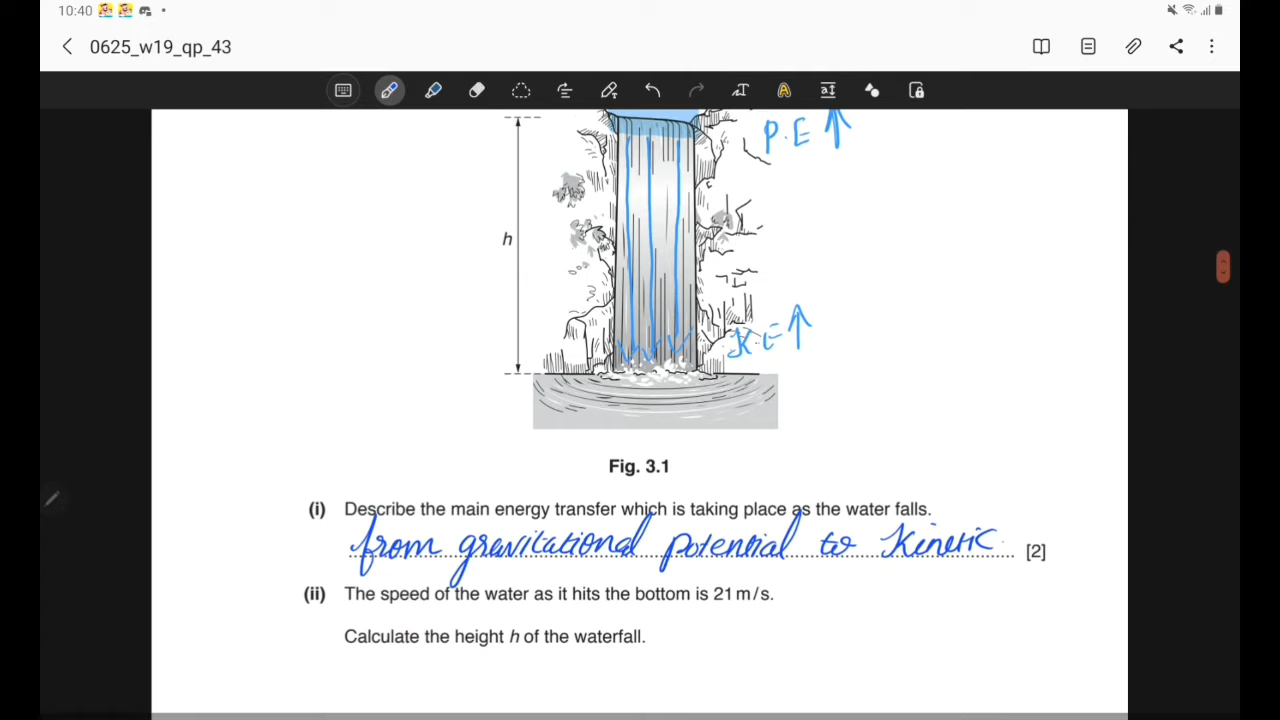 10:40
0625_w19_qp_43
P.E ↑
h
K.E ↑
Fig. 3.1
(i) Describe the main energy transfer which is taking place as the water falls.
from gravitational potential to Kinetic [2]
(ii) The speed of the water as it hits the bottom is 21 m/s.
Calculate the height h of the waterfall.